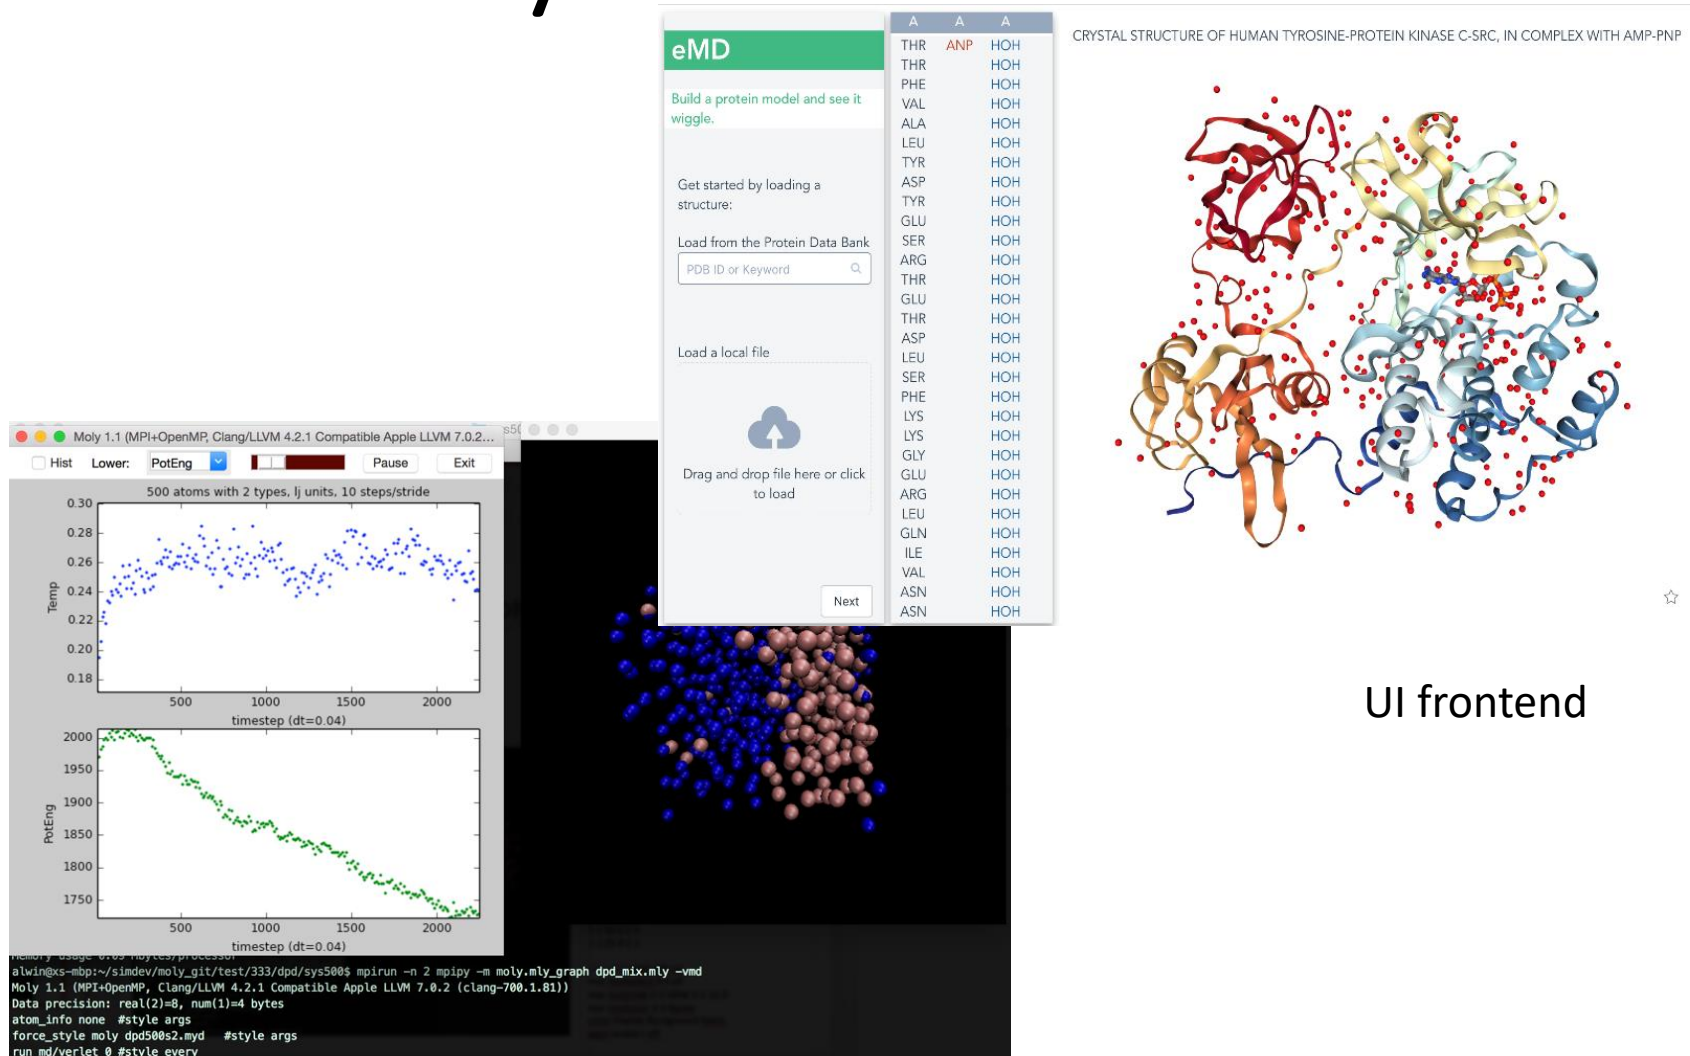 eMD
Build a protein model and see it
wiggle.
Get started by loading a
structure:
Load from the Protein Data Bank
PDB ID or Keyword
Load a local file
Drag and drop file here or click
to load
Next
A A A
THR ANP HOH
THR HOH
PHE HOH
VAL HOH
ALA HOH
LEU HOH
TYR HOH
ASP HOH
TYR HOH
GLU HOH
SER HOH
ARG HOH
THR HOH
GLU HOH
THR HOH
ASP HOH
LEU HOH
SER HOH
PHE HOH
LYS HOH
LYS HOH
GLY HOH
GLU HOH
ARG HOH
LEU HOH
GLN HOH
ILE HOH
VAL HOH
ASN HOH
ASN HOH
CRYSTAL STRUCTURE OF HUMAN TYROSINE-PROTEIN KINASE C-SRC, IN COMPLEX WITH AMP-PNP
UI frontend
Moly 1.1 (MPI+OpenMP, Clang/LLVM 4.2.1 Compatible Apple LLVM 7.0.2...
Hist Lower: PotEng Pause Exit
500 atoms with 2 types, lj units, 10 steps/stride
0.30
0.28
0.26
0.24
0.22
0.20
0.18
Temp
500 1000 1500 2000
timestep (dt=0.04)
2000
1950
1900
1850
1800
1750
PotEng
500 1000 1500 2000
timestep (dt=0.04)
Memory usage 0.09 Mbytes/processor
alwin@xs-mbp:~/simdev/moly_git/test/333/dpd/sys500$ mpirun -n 2 mpipy -m moly.mly_graph dpd_mix.mly -vmd
Moly 1.1 (MPI+OpenMP, Clang/LLVM 4.2.1 Compatible Apple LLVM 7.0.2 (clang-700.1.81))
Data precision: real(2)=8, num(1)=4 bytes
atom_info none #style args
force_style moly dpd500s2.myd #style args
run md/verlet 0 #style every